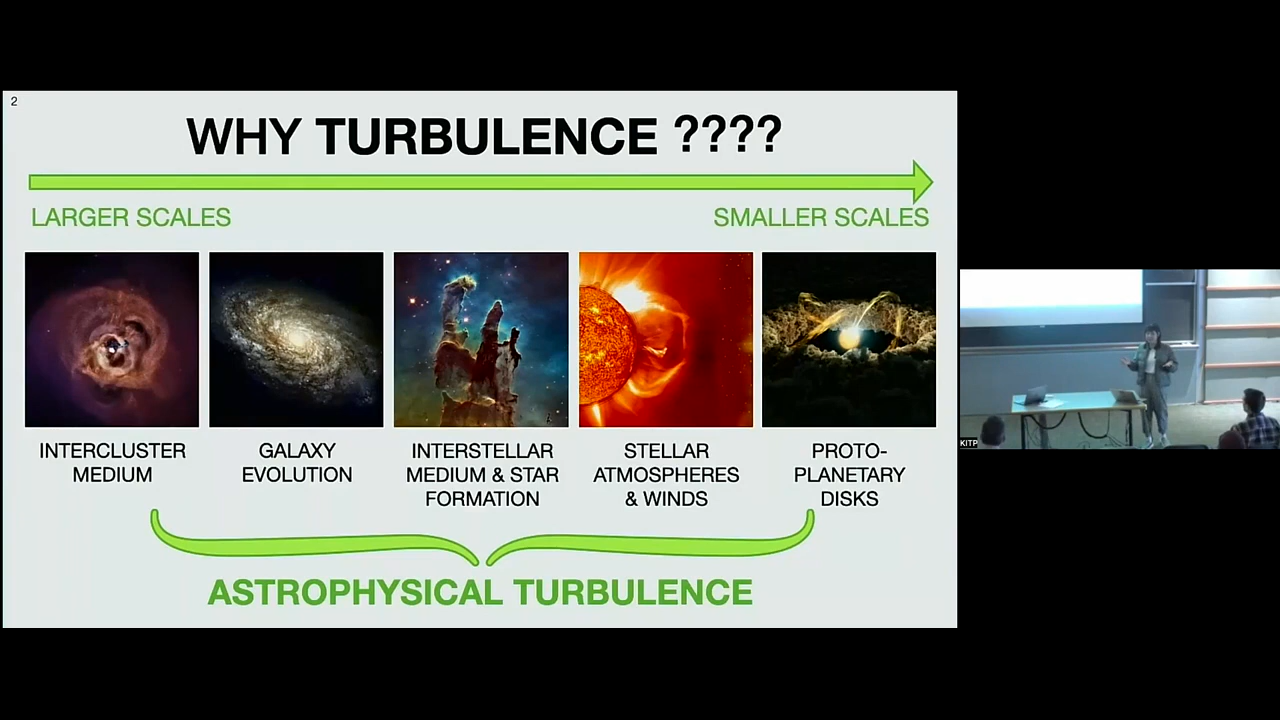 2
WHY TURBULENCE ????
LARGER SCALES
SMALLER SCALES
INTERCLUSTER
MEDIUM
GALAXY
EVOLUTION
INTERSTELLAR
MEDIUM & STAR
FORMATION
STELLAR
ATMOSPHERES
& WINDS
PROTO-
PLANETARY
DISKS
ASTROPHYSICAL TURBULENCE
KITP